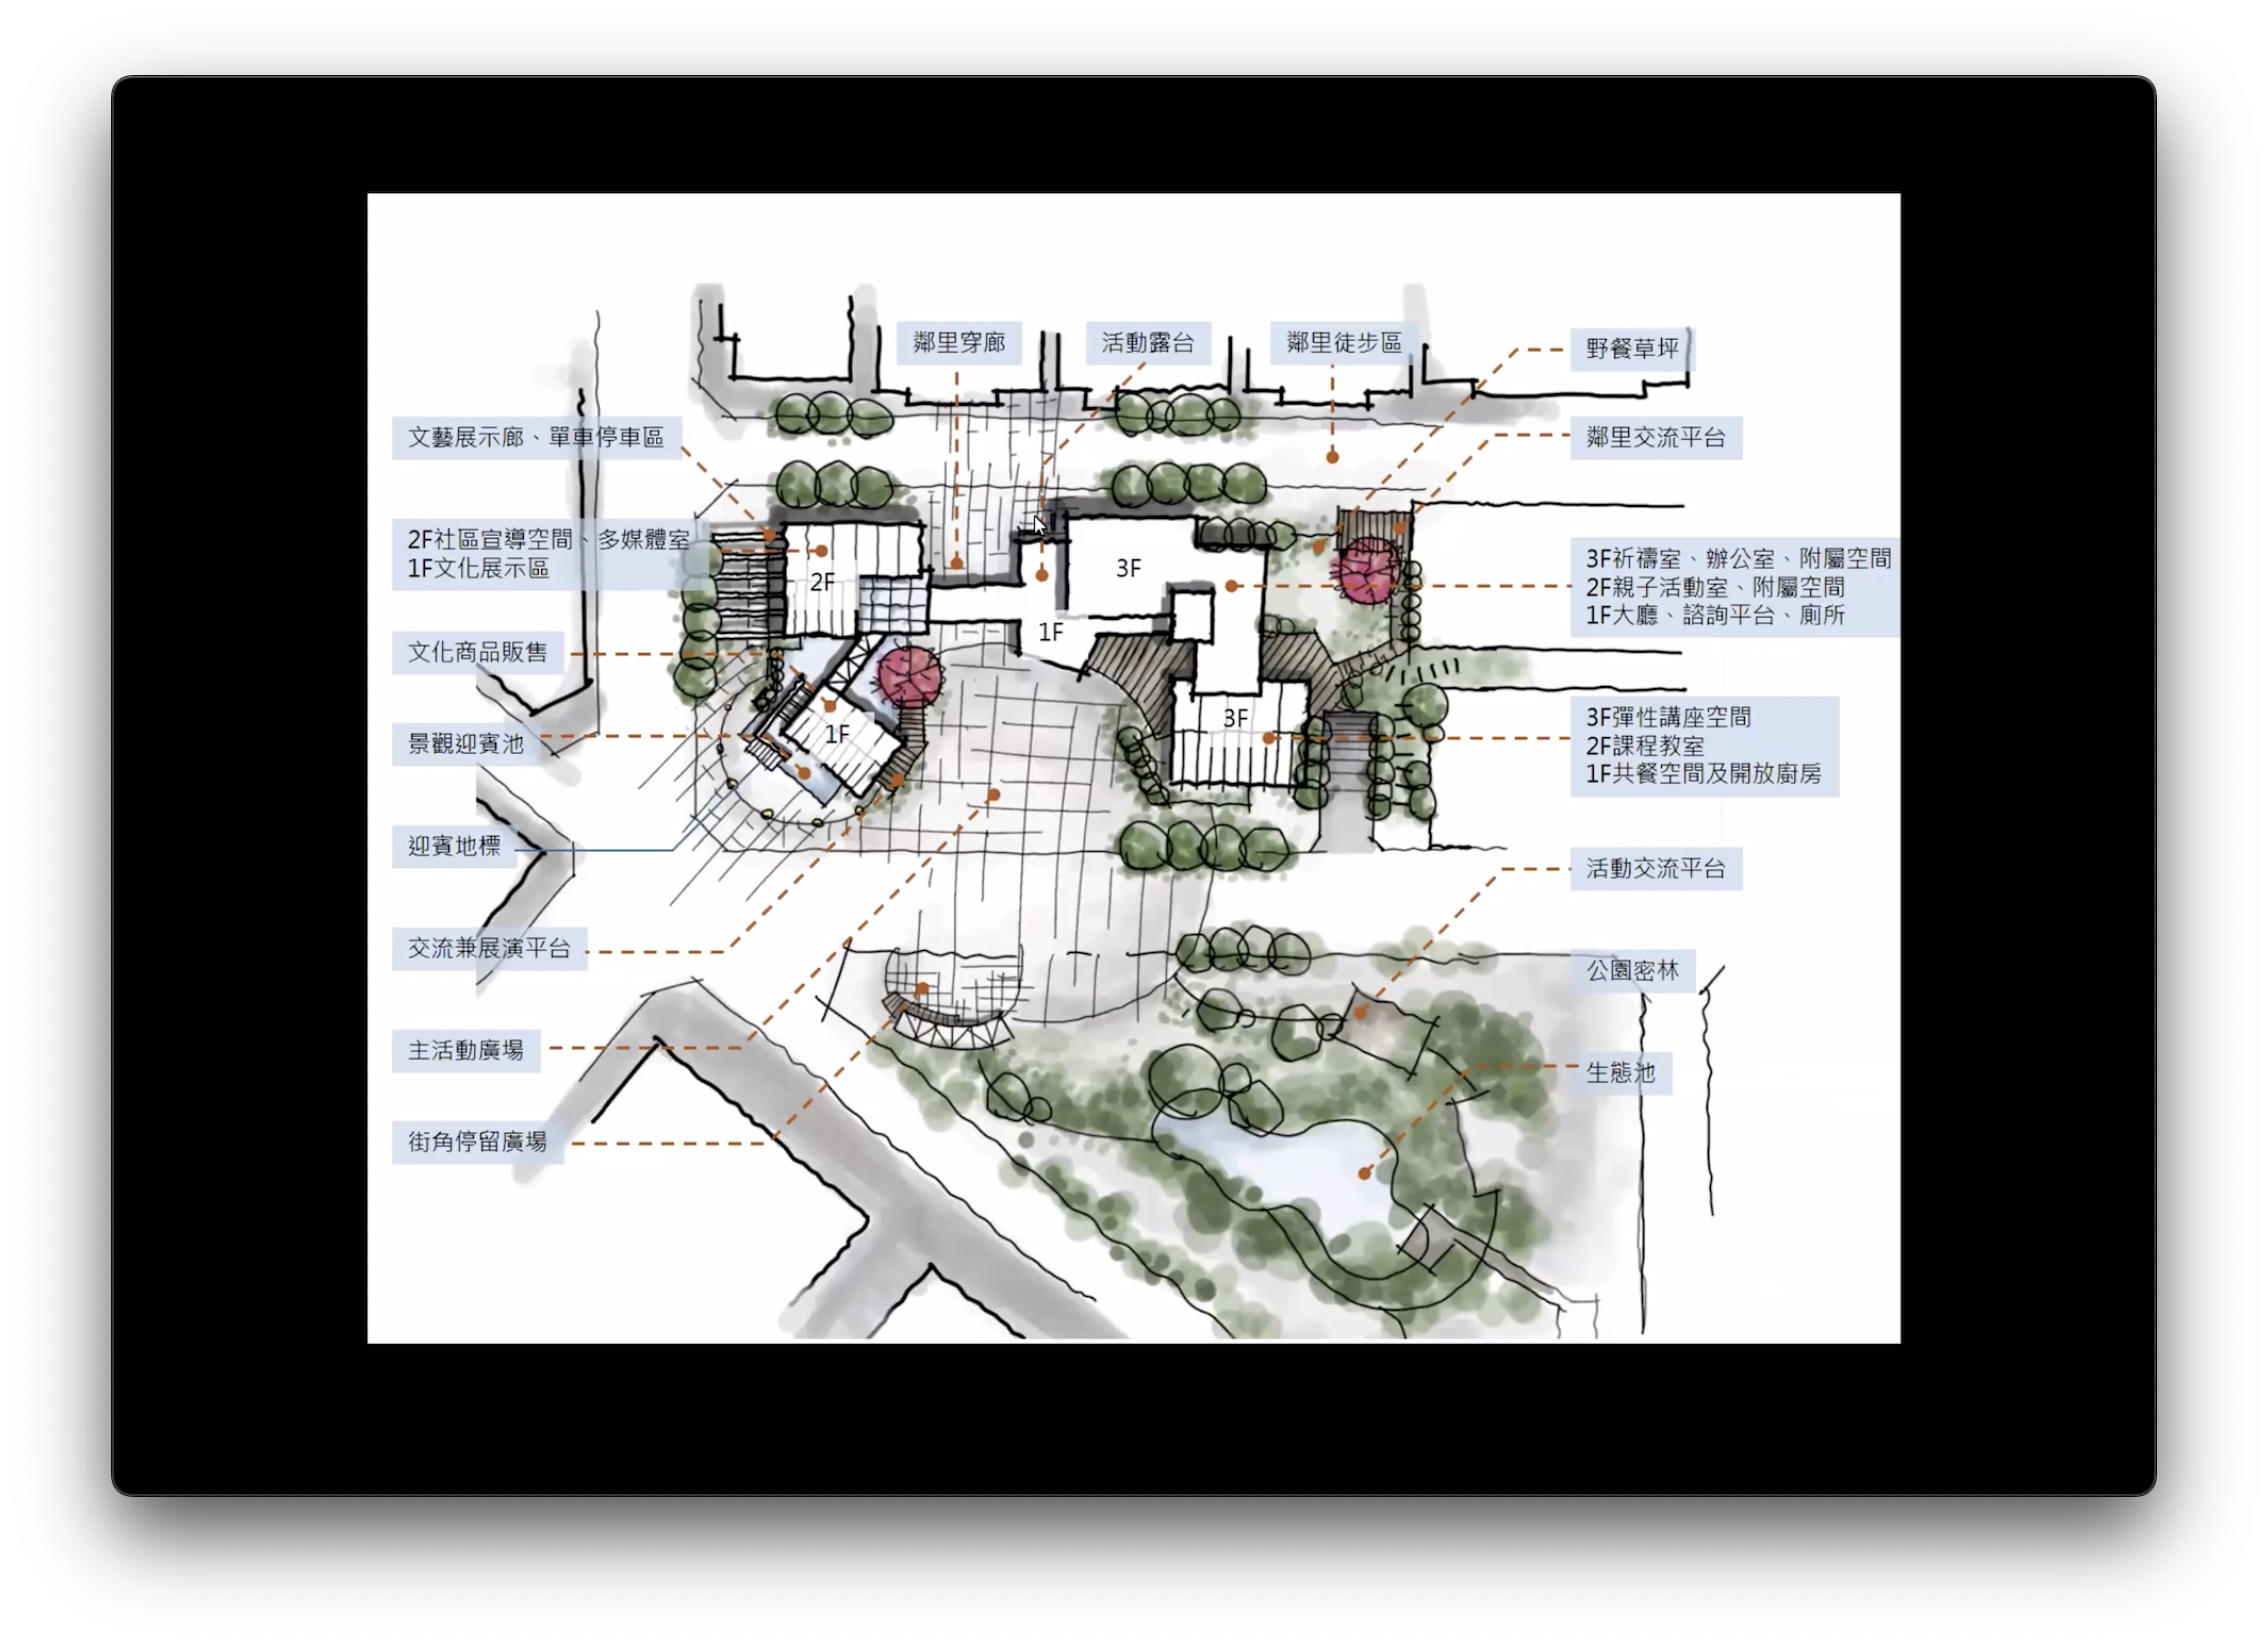 鄰里穿廊
活動露台
鄰里徒步區
野餐草坪
文藝展示廊、單車停車區
鄰里交流平台
2F社區宣導空間、多媒體室
1F文化展示區
3F祈禱室、辦公室、附屬空間
2F親子活動室、附屬空間
1F大廳、諮詢平台、廁所
2F
3F
1F
文化商品販售
景觀迎賓池
1F
3F
3F彈性講座空間
2F課程教室
1F共餐空間及開放廚房
迎賓地標
活動交流平台
交流兼展演平台
公園密林
主活動廣場
生態池
街角停留廣場